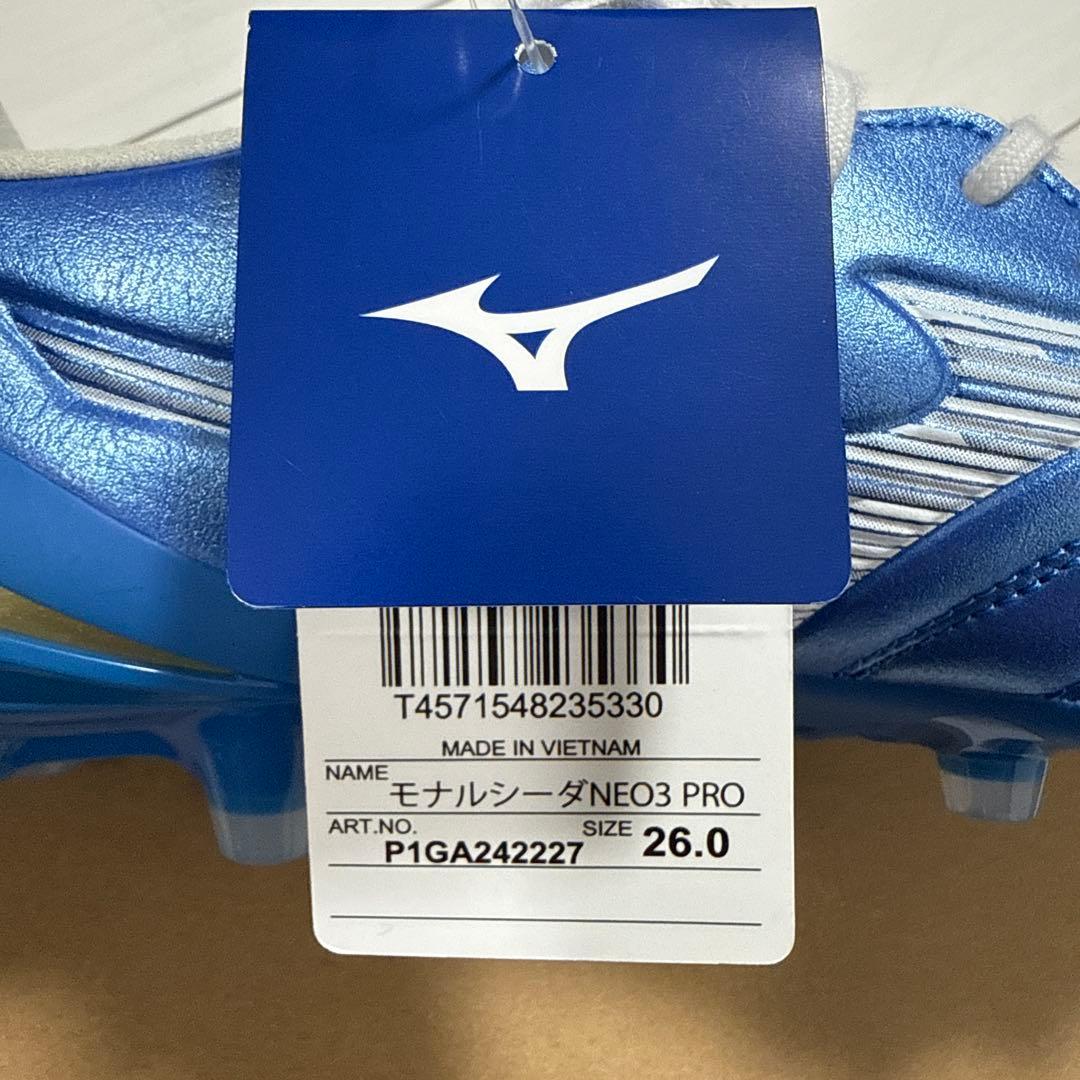 T4571548235330
MADE IN VIETNAM
NAME モナルシーダNEO3 PRO
ART.NO. P1GA242227 SIZE 26.0